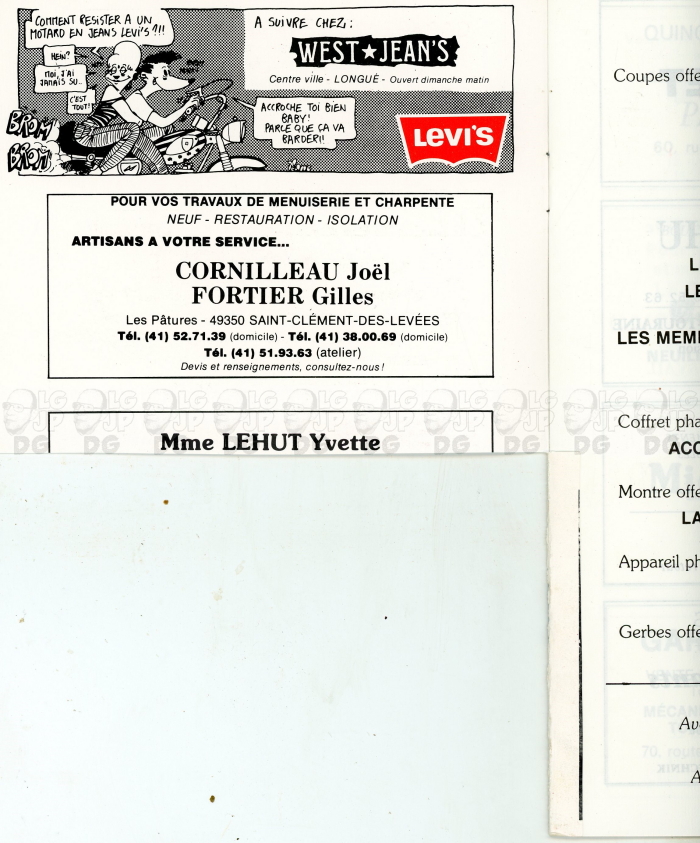 COMMENT RESISTER A UN
MOTARD EN JEANS LEVI'S ?!!!
HEIN?
MOI, J'AI
JAMAIS SU...
C'EST
TOUT!
BROM
BROM
A SUIVRE CHEZ :
WEST★JEAN'S
Centre ville - LONGUÉ - Ouvert dimanche matin
ACCROCHE TOI BIEN
BABY!
PARCE QUE ÇA VA
BARDER!!
LEVI'S
POUR VOS TRAVAUX DE MENUISERIE ET CHARPENTE
NEUF - RESTAURATION - ISOLATION
ARTISANS A VOTRE SERVICE...
CORNILLEAU Joël
FORTIER Gilles
Les Pâtures - 49350 SAINT-CLÉMENT-DES-LEVÉES
Tél. (41) 52.71.39 (domicile) - Tél. (41) 38.00.69 (domicile)
Tél. (41) 51.93.63 (atelier)
Devis et renseignements, consultez-nous !
Mme LEHUT Yvette
Coupes offe
L
LE
LES MEM
Coffret pha
ACC
Montre offe
LA
Appareil ph
Gerbes offe
Av
A